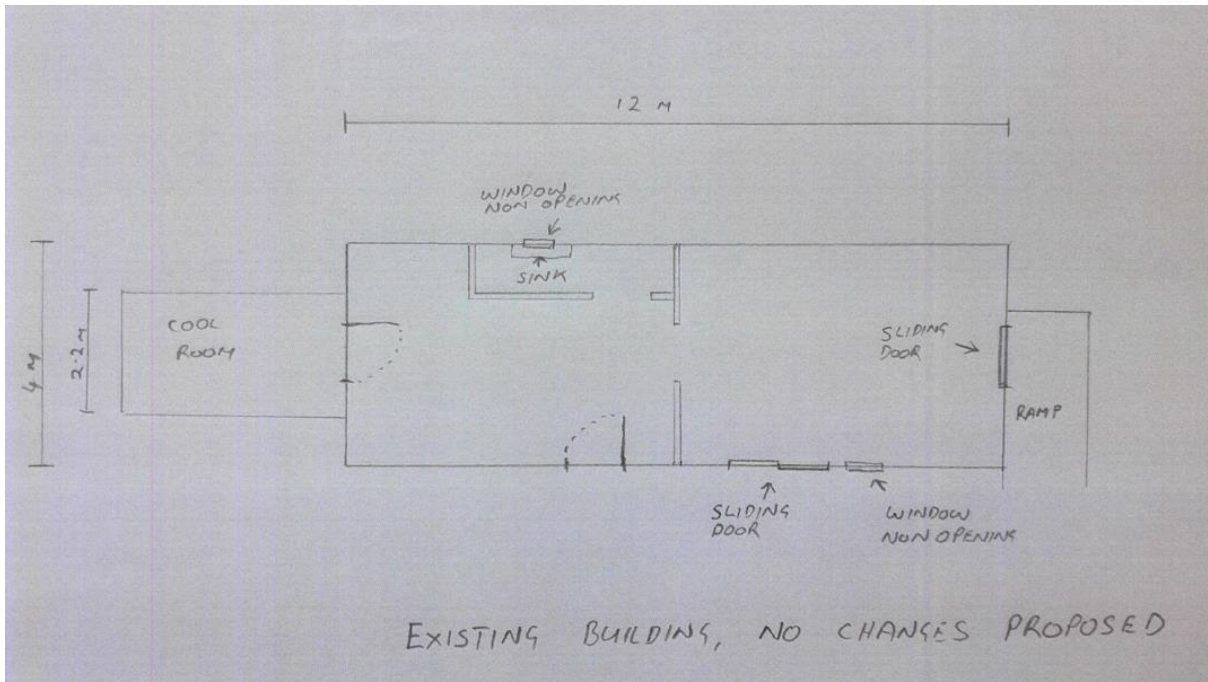 12 M
WINDOW
NON OPENING
SINK
COOL
ROOM
2.2 M
4 M
SLIDING
DOOR
RAMP
SLIDING
DOOR
WINDOW
NON OPENING
EXISTING BUILDING, NO CHANGES PROPOSED